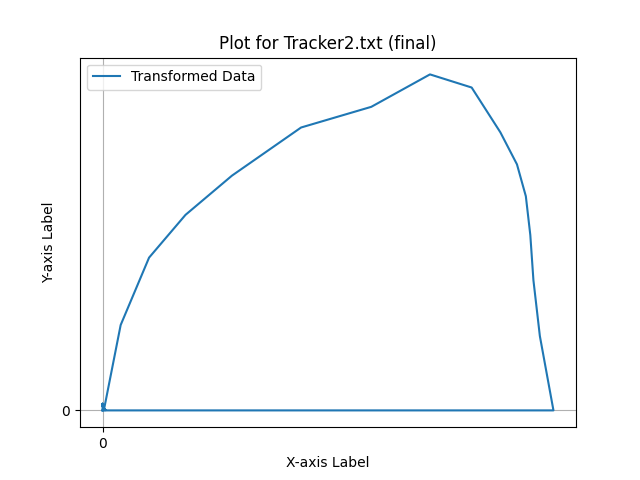 Plot for Tracker2.txt (final)
Transformed Data
Y-axis Label
0
0
X-axis Label